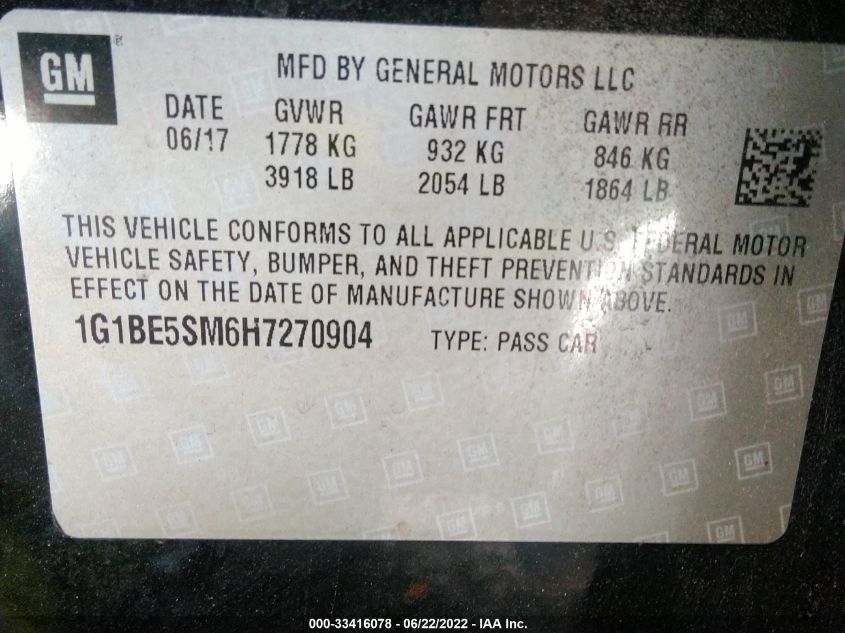 GM
MFD BY GENERAL MOTORS LLC
DATE GVWR GAWR FRT GAWR RR
06/17 1778 KG 932 KG 846 KG
3918 LB 2054 LB 1864 LB
THIS VEHICLE CONFORMS TO ALL APPLICABLE U.S. FEDERAL MOTOR
VEHICLE SAFETY, BUMPER, AND THEFT PREVENTION STANDARDS IN
EFFECT ON THE DATE OF MANUFACTURE SHOWN ABOVE.
1G1BE5SM6H7270904 TYPE: PASS CAR
000-33416078 - 06/22/2022 - IAA Inc.